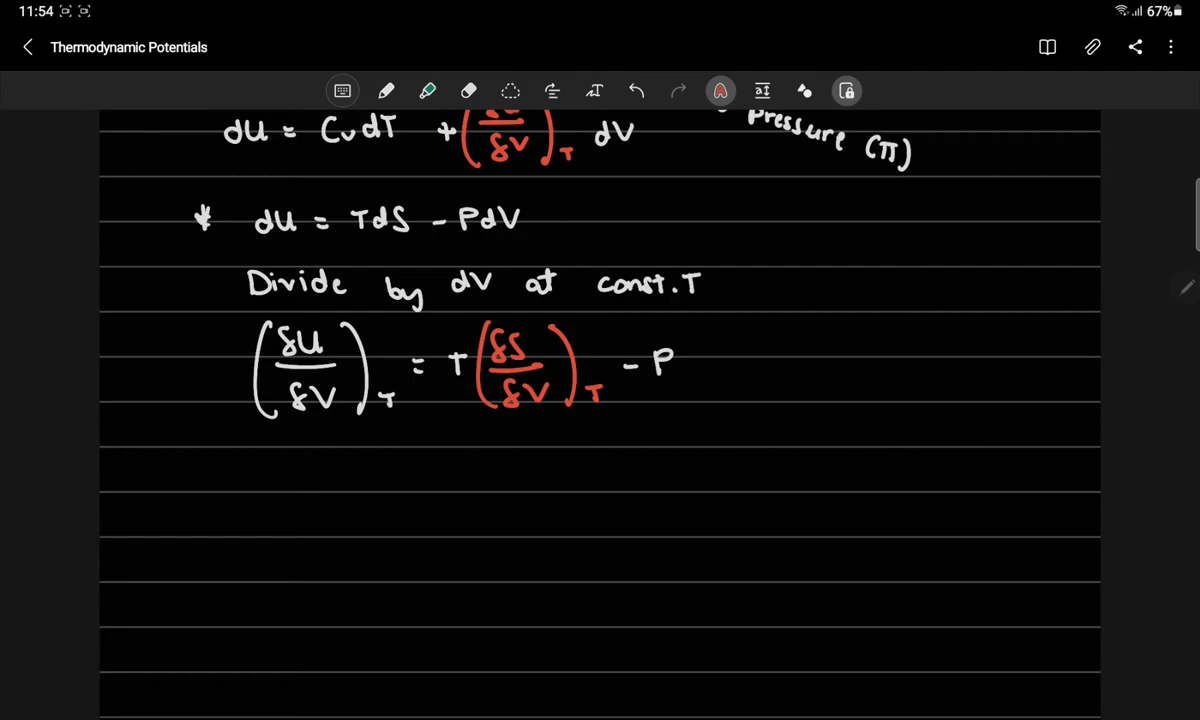 11:54 67%
Thermodynamic Potentials
dU = CvdT + (δU/δV)T dV
Pressure (π)
* dU = TdS - PdV
Divide by dV at const. T
(δU/δV)T = T(δS/δV)T - P